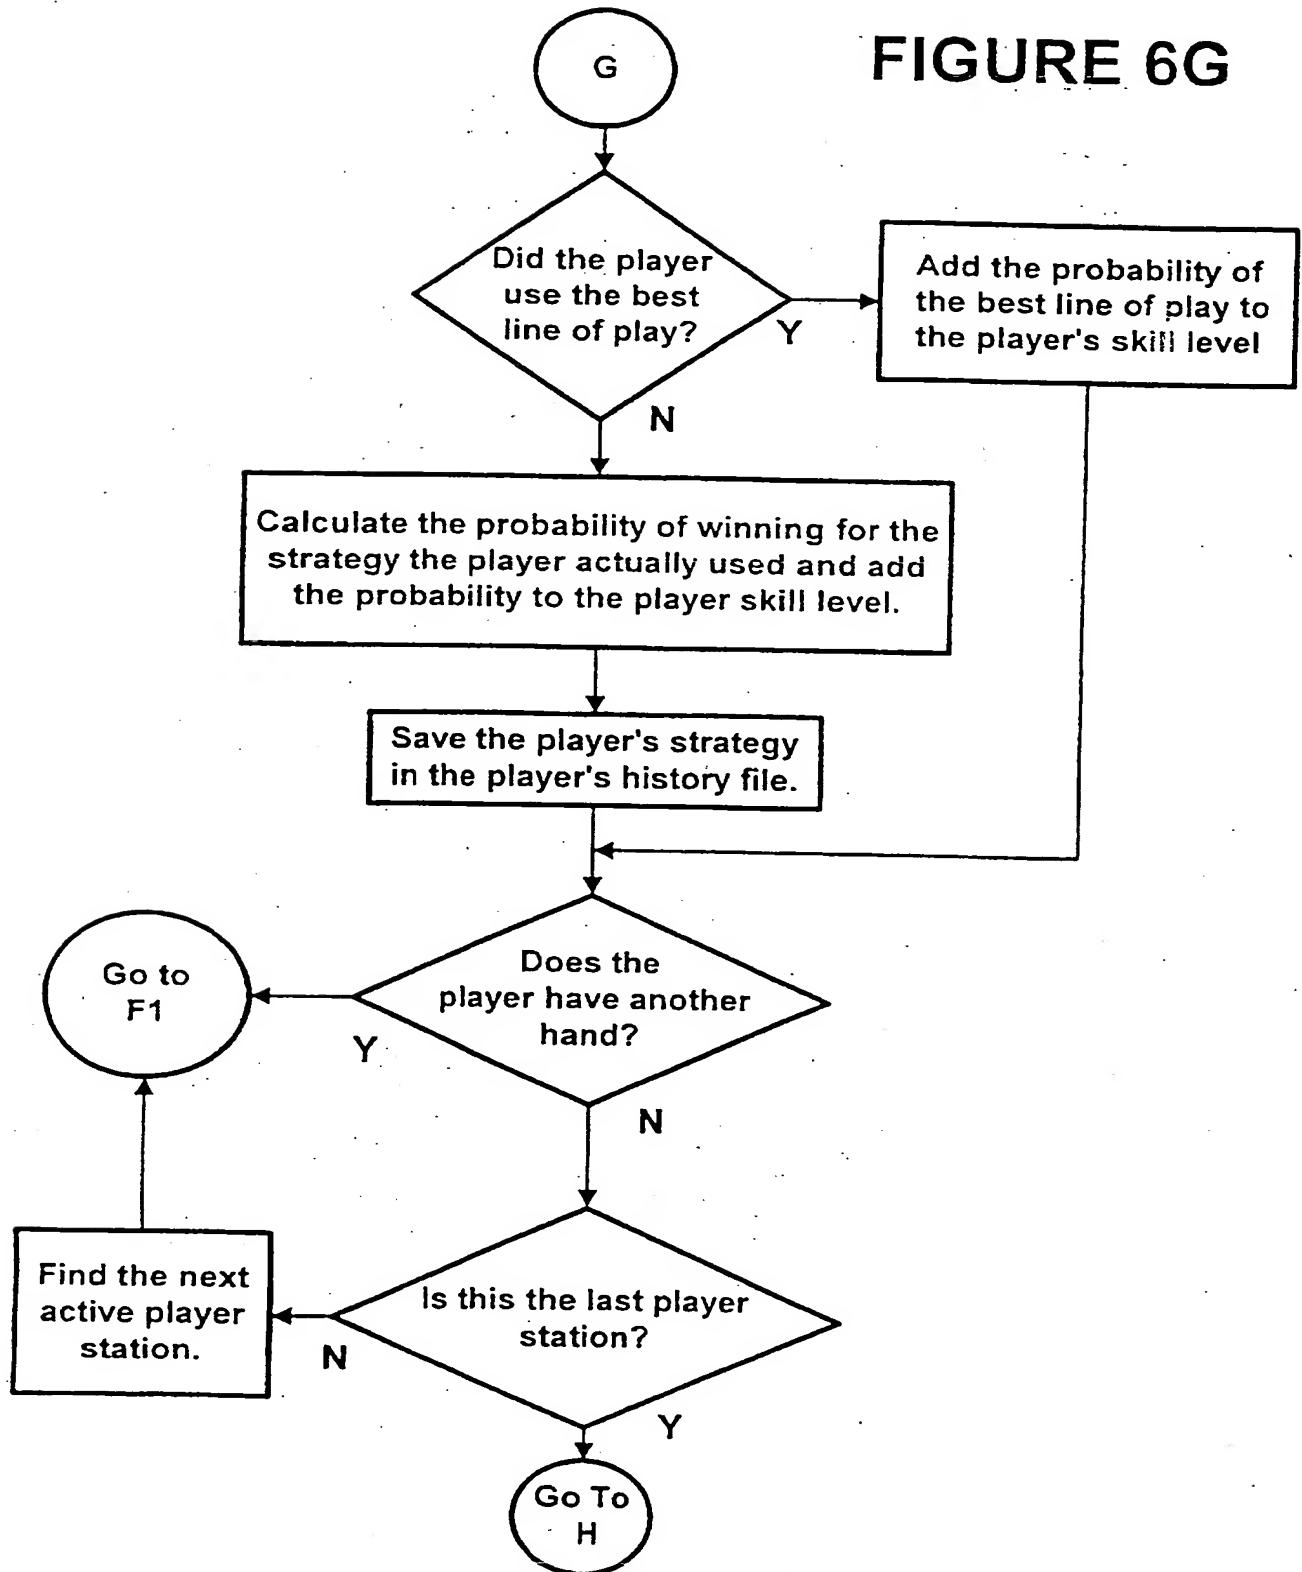 FIGURE 6G
G
Did the player
use the best
line of play?
Y
Add the probability of
the best line of play to
the player's skill level
N
Calculate the probability of winning for the
strategy the player actually used and add
the probability to the player skill level.
Save the player's strategy
in the player's history file.
Does the
player have another
hand?
Go to
F1
Y
N
Is this the last player
station?
Find the next
active player
station.
N
Y
Go To
H